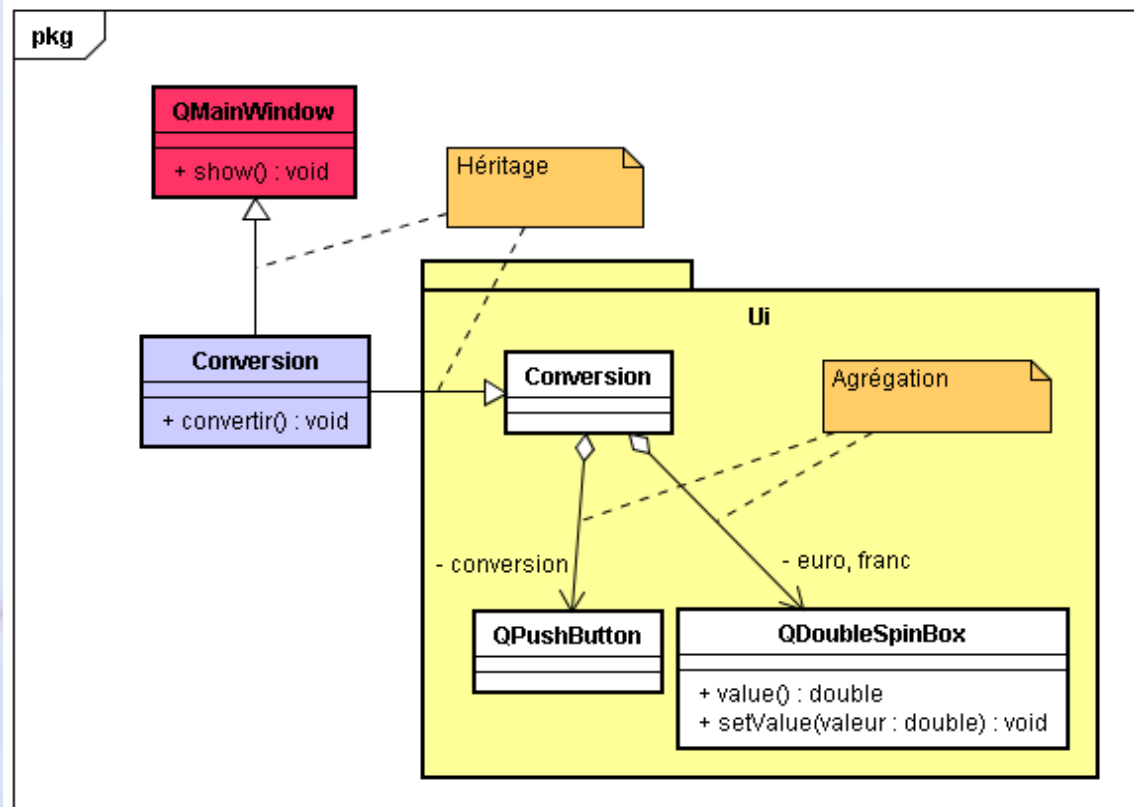 pkg
QMainWindow
+ show() : void
Héritage
Ui
Conversion
+ convertir() : void
Conversion
Agrégation
- conversion
- euro, franc
QPushButton
QDoubleSpinBox
+ value() : double
+ setValue(valeur : double) : void